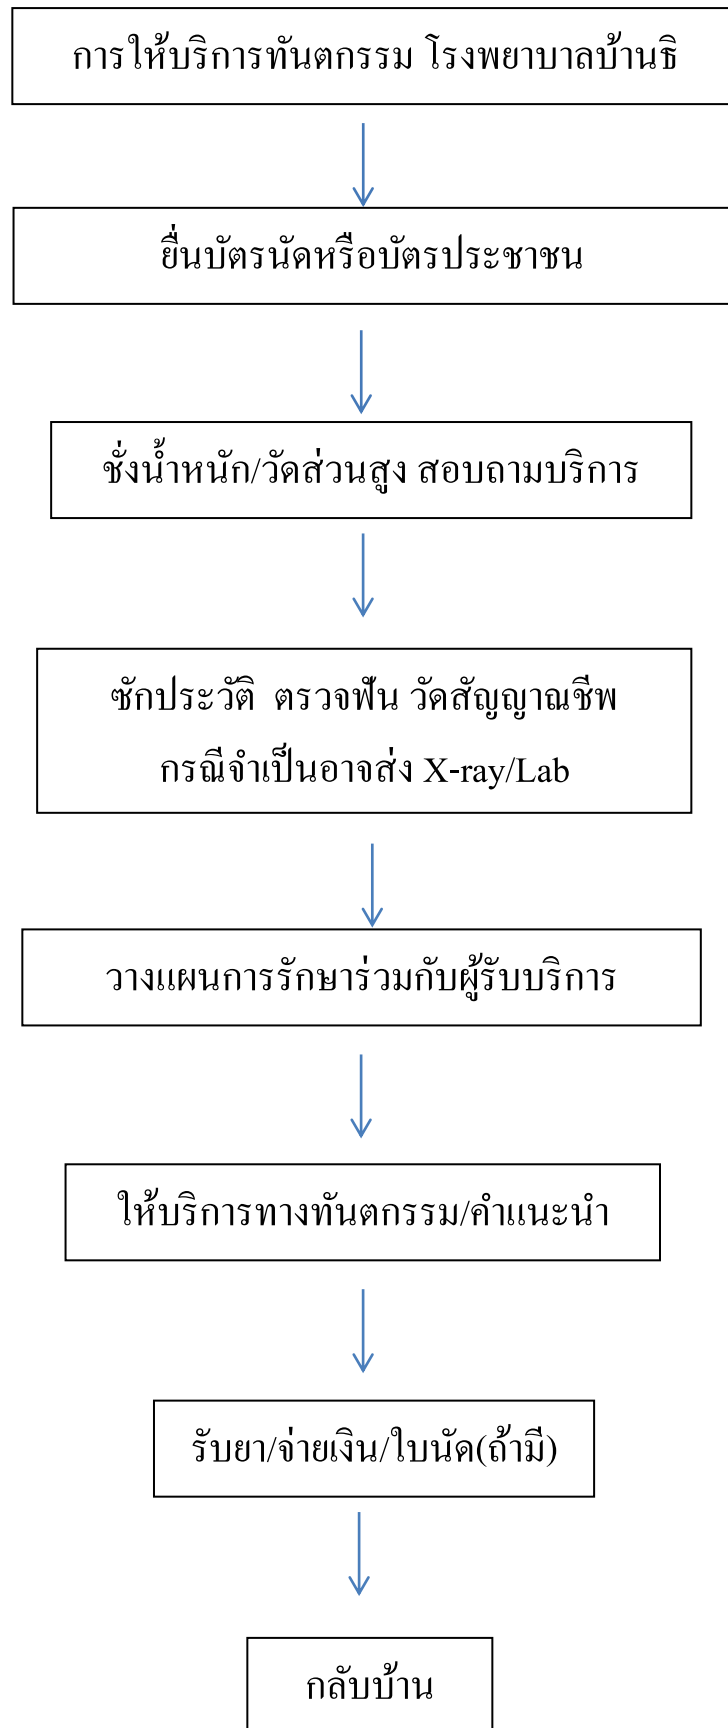 การให้บริการทันตกรรม โรงพยาบาลบ้านธิ
ยื่นบัตรนัดหรือบัตรประชาชน
ชั่งน้ำหนัก/วัดส่วนสูง สอบถามบริการ
ซักประวัติ ตรวจฟัน วัดสัญญาณชีพ
กรณีจำเป็นอาจส่ง X-ray/Lab
วางแผนการรักษาร่วมกับผู้รับบริการ
ให้บริการทางทันตกรรม/คำแนะนำ
รับยา/จ่ายเงิน/ใบนัด(ถ้ามี)
กลับบ้าน